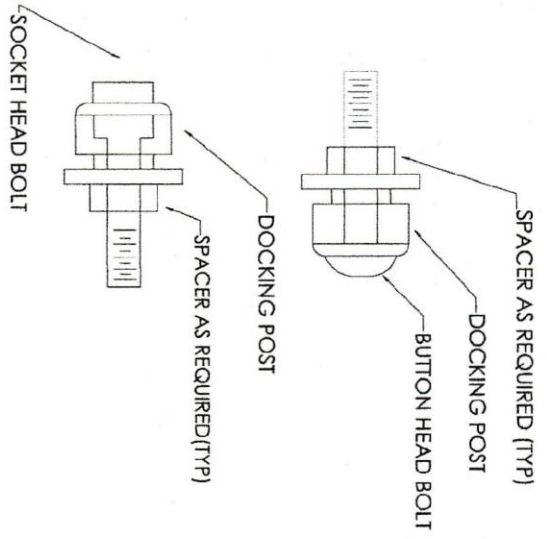 SPACER AS REQUIRED (TYP)
DOCKING POST
BUTTON HEAD BOLT
DOCKING POST
SPACER AS REQUIRED(TYP)
SOCKET HEAD BOLT